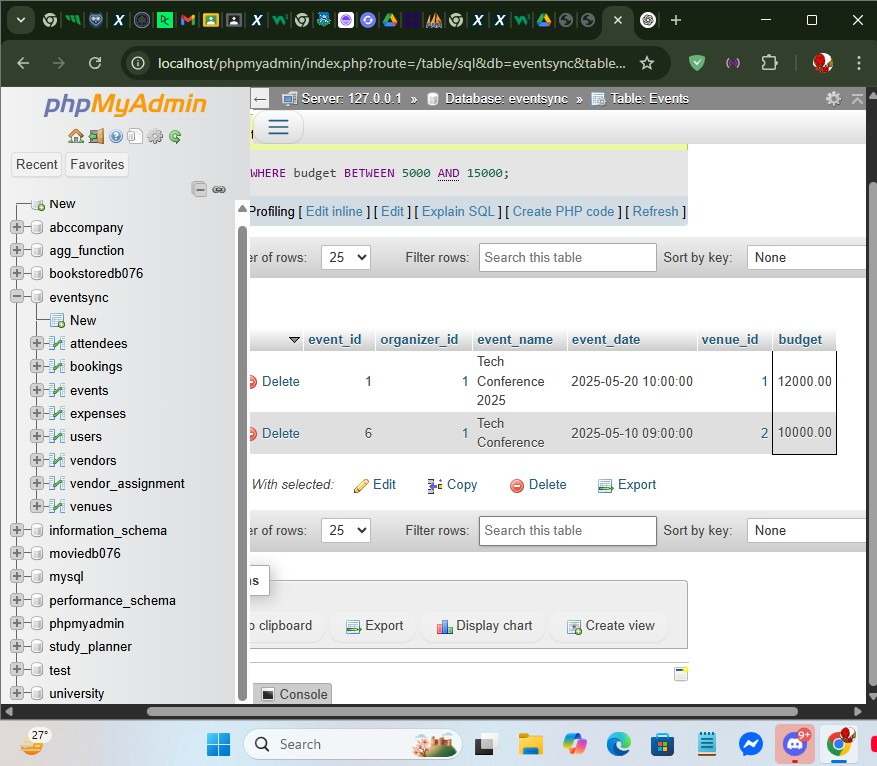 localhost/phpmyadmin/index.php?route=/table/sql&db=eventsync&table...
phpMyAdmin
Recent
Favorites
New
abccompany
agg_function
bookstoredb076
eventsync
New
attendees
bookings
events
expenses
users
vendors
vendor_assignment
venues
information_schema
moviedb076
mysql
performance_schema
phpmyadmin
study_planner
test
university
Server: 127.0.0.1 » Database: eventsync » Table: Events
WHERE budget BETWEEN 5000 AND 15000;
Profiling [ Edit inline ] [ Edit ] [ Explain SQL ] [ Create PHP code ] [ Refresh ]
er of rows: 25 Filter rows: Search this table Sort by key: None
event_id organizer_id event_name event_date venue_id budget
Delete 1 1 Tech Conference 2025 2025-05-20 10:00:00 1 12000.00
Delete 6 1 Tech Conference 2025-05-10 09:00:00 2 10000.00
With selected: Edit Copy Delete Export
er of rows: 25 Filter rows: Search this table Sort by key: None
ns
o clipboard Export Display chart Create view
Console
27°
Search
9+